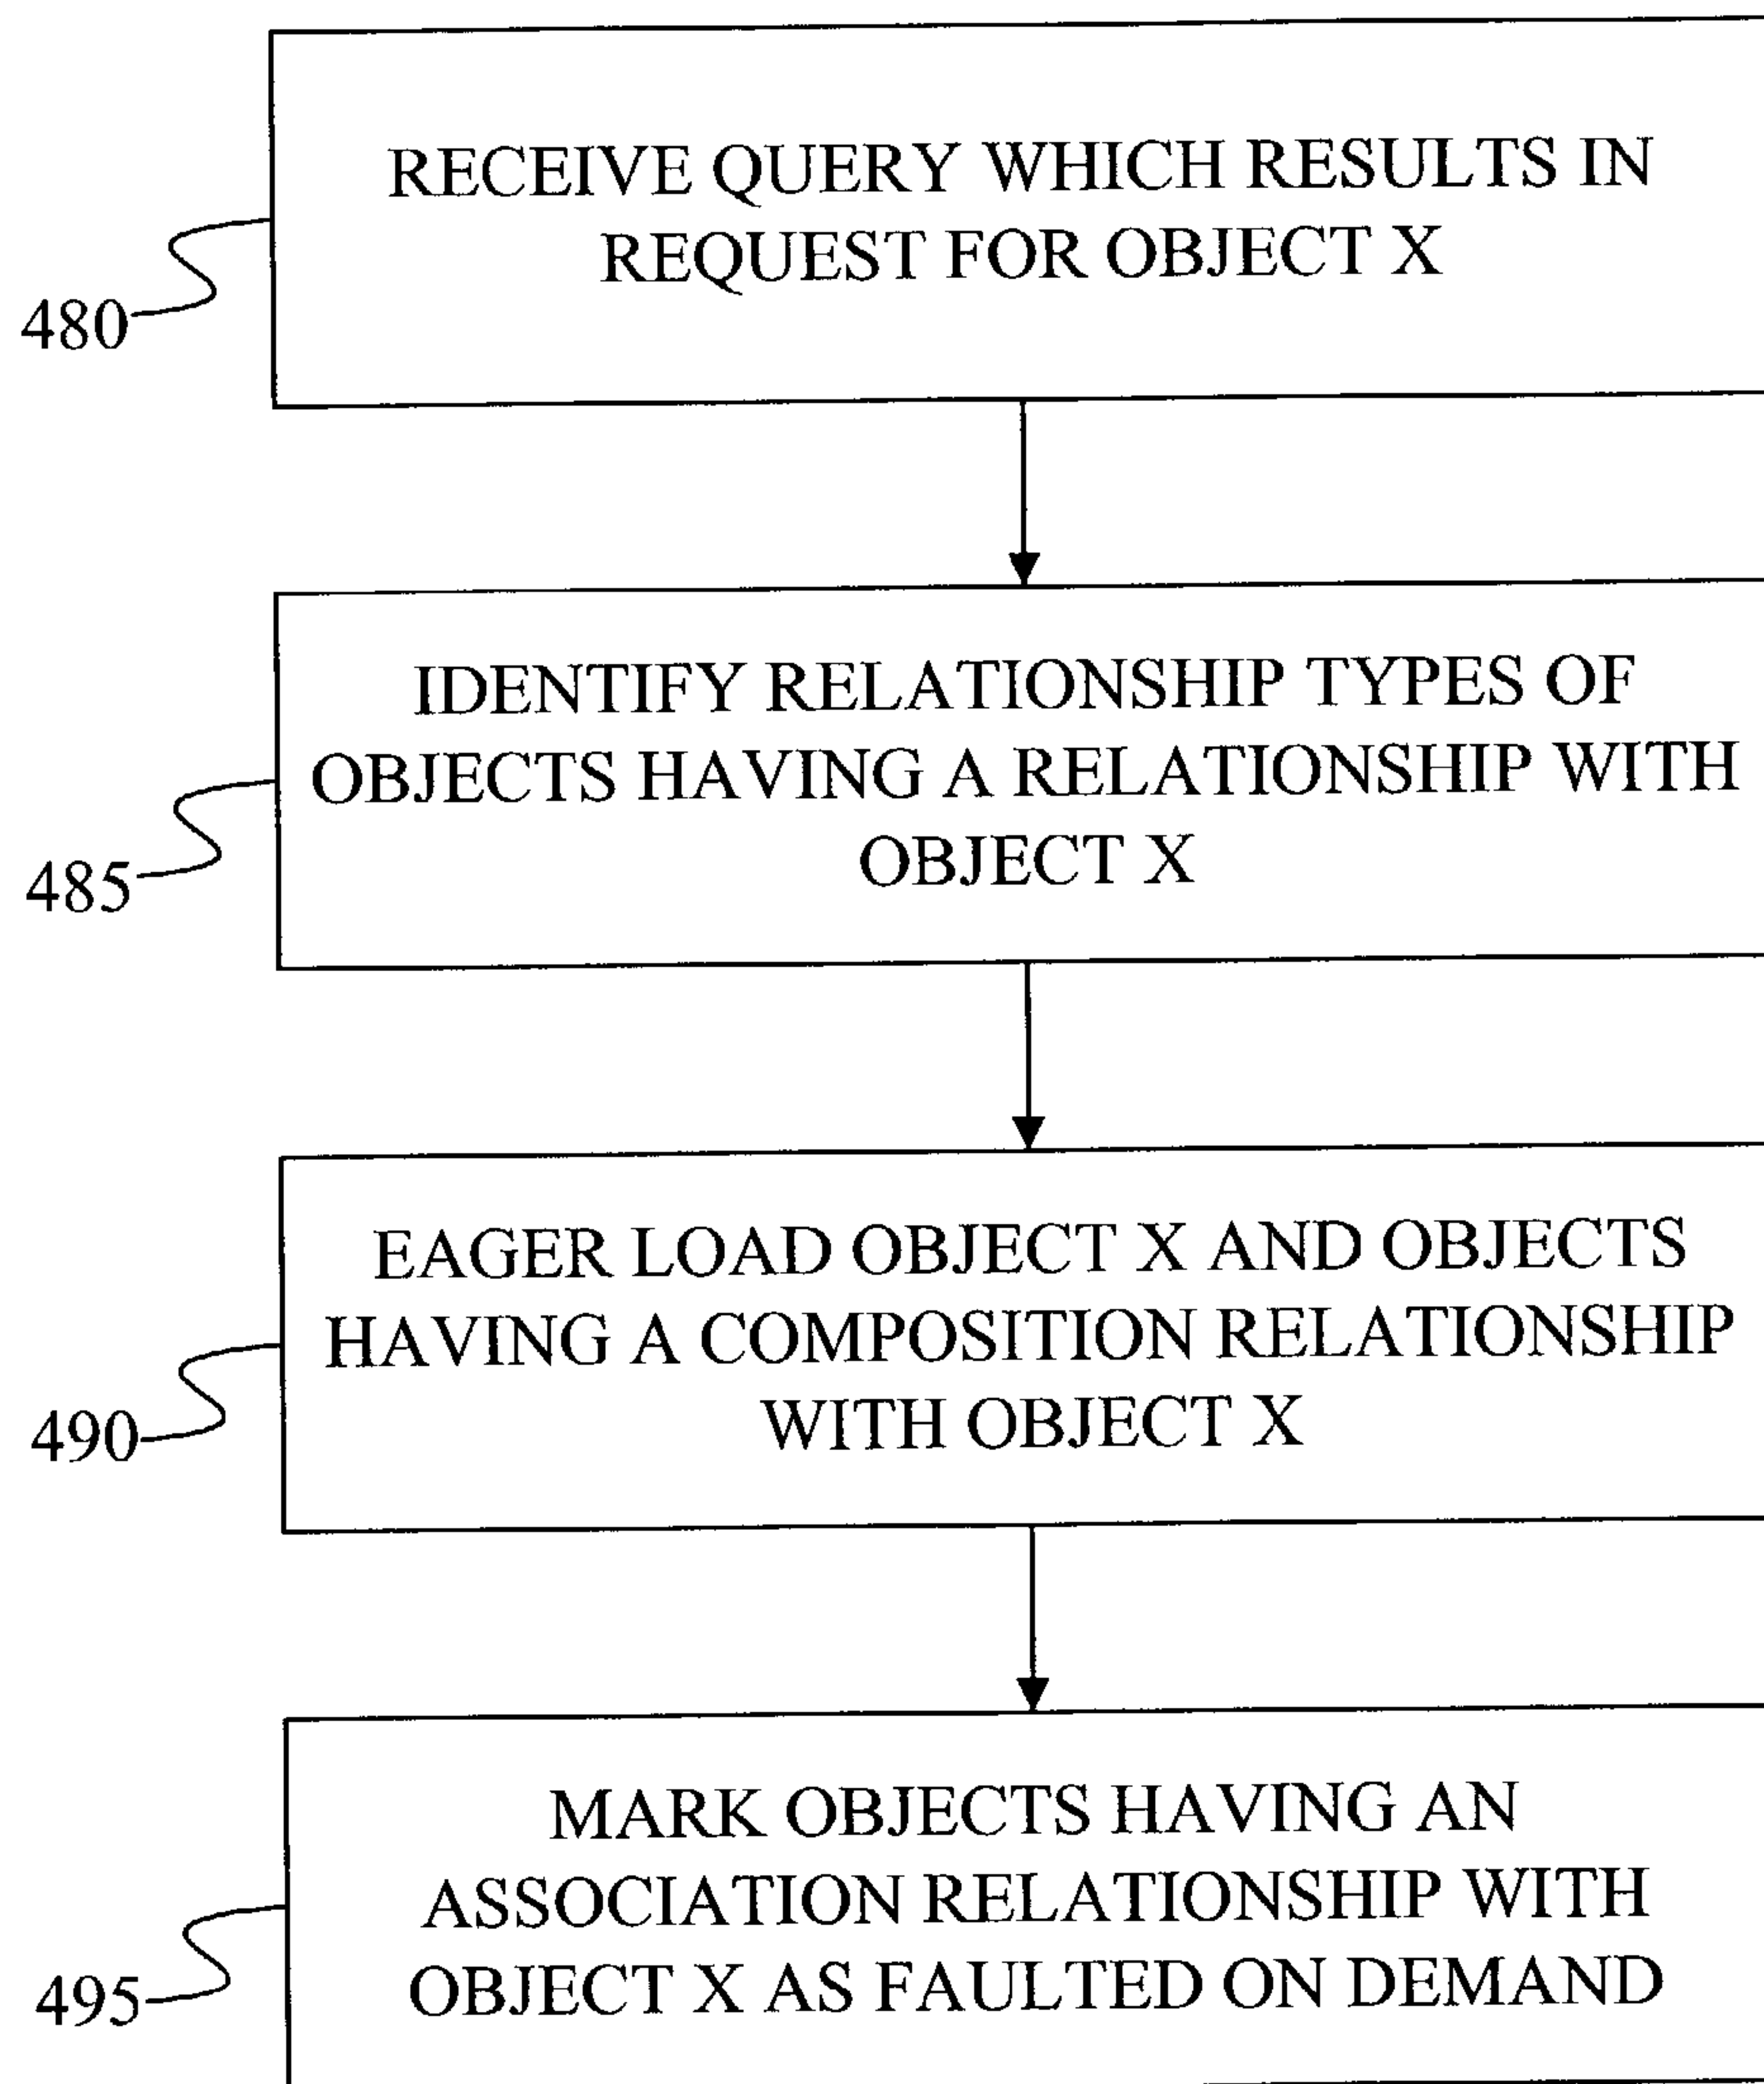 RECEIVE QUERY WHICH RESULTS IN
REQUEST FOR OBJECT X
480
IDENTIFY RELATIONSHIP TYPES OF
OBJECTS HAVING A RELATIONSHIP WITH
OBJECT X
485
EAGER LOAD OBJECT X AND OBJECTS
HAVING A COMPOSITION RELATIONSHIP
WITH OBJECT X
490
MARK OBJECTS HAVING AN
ASSOCIATION RELATIONSHIP WITH
OBJECT X AS FAULTED ON DEMAND
495